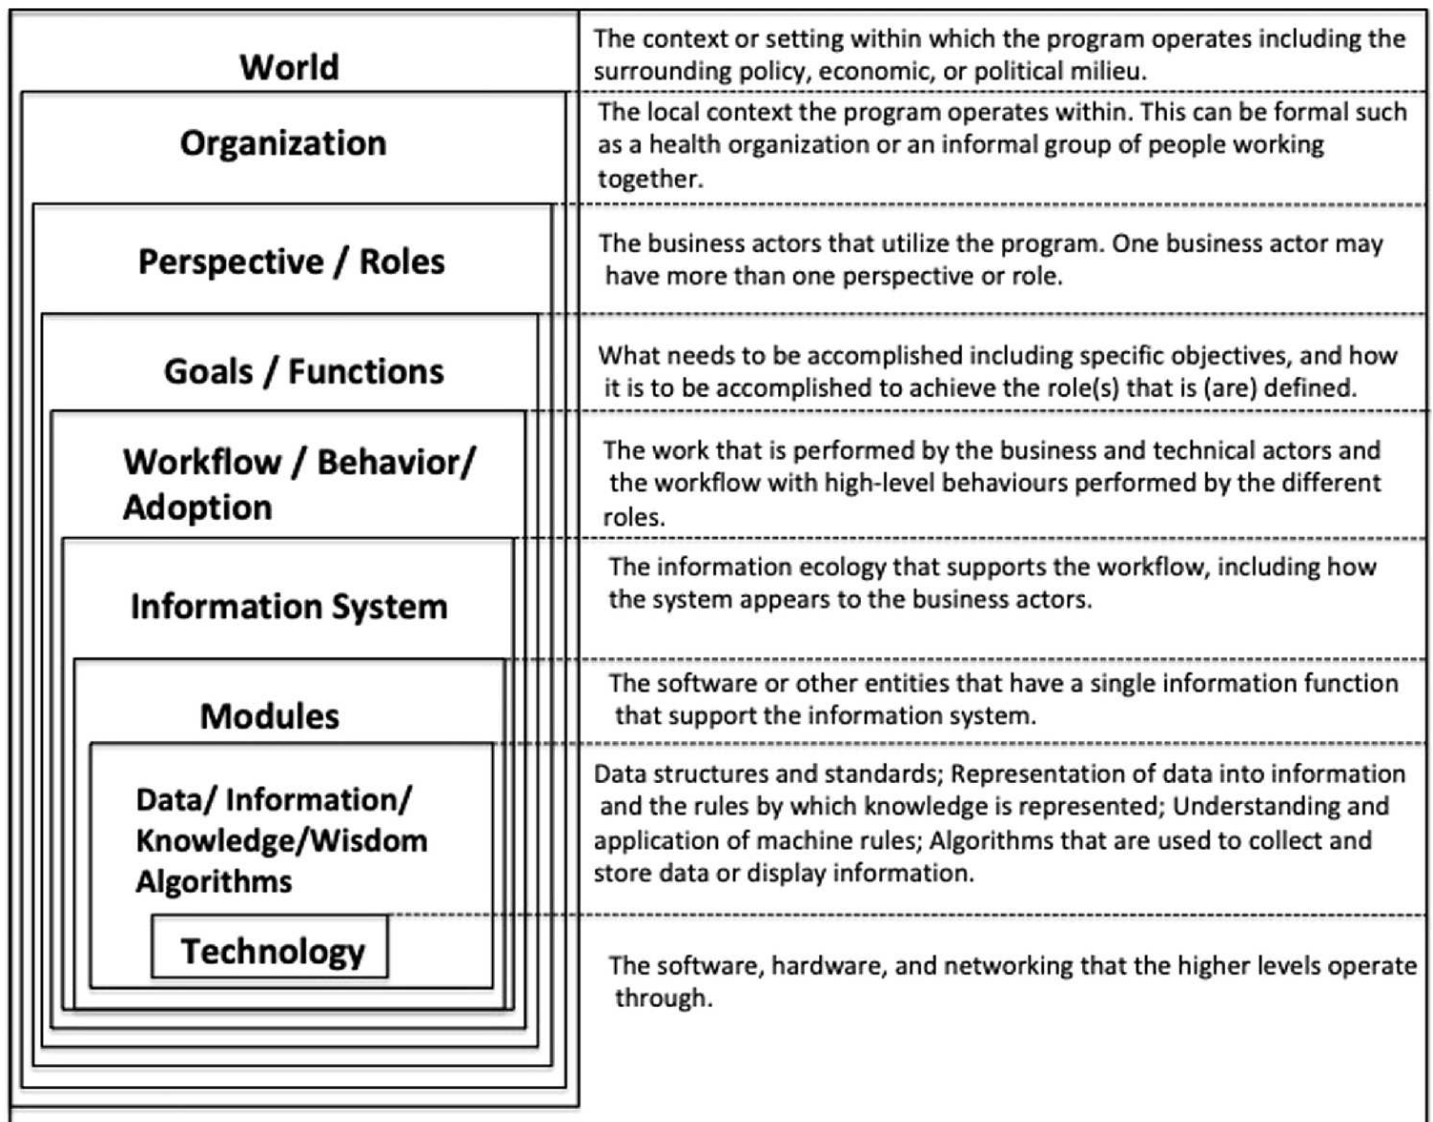 World
The context or setting within which the program operates including the
surrounding policy, economic, or political milieu.
Organization
The local context the program operates within. This can be formal such
as a health organization or an informal group of people working
together.
Perspective / Roles
The business actors that utilize the program. One business actor may
have more than one perspective or role.
Goals / Functions
What needs to be accomplished including specific objectives, and how
it is to be accomplished to achieve the role(s) that is (are) defined.
Workflow / Behavior/
Adoption
The work that is performed by the business and technical actors and
the workflow with high-level behaviours performed by the different
roles.
Information System
The information ecology that supports the workflow, including how
the system appears to the business actors.
Modules
The software or other entities that have a single information function
that support the information system.
Data/ Information/
Knowledge/Wisdom
Algorithms
Data structures and standards; Representation of data into information
and the rules by which knowledge is represented; Understanding and
application of machine rules; Algorithms that are used to collect and
store data or display information.
Technology
The software, hardware, and networking that the higher levels operate
through.